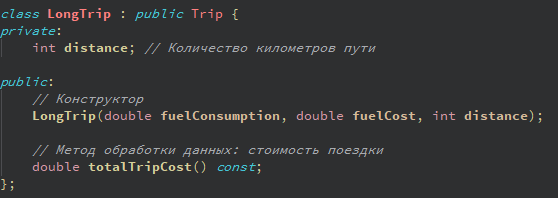 class LongTrip : public Trip {
private:
    int distance; // Количество километров пути

public:
    // Конструктор
    LongTrip(double fuelConsumption, double fuelCost, int distance);

    // Метод обработки данных: стоимость поездки
    double totalTripCost() const;
};